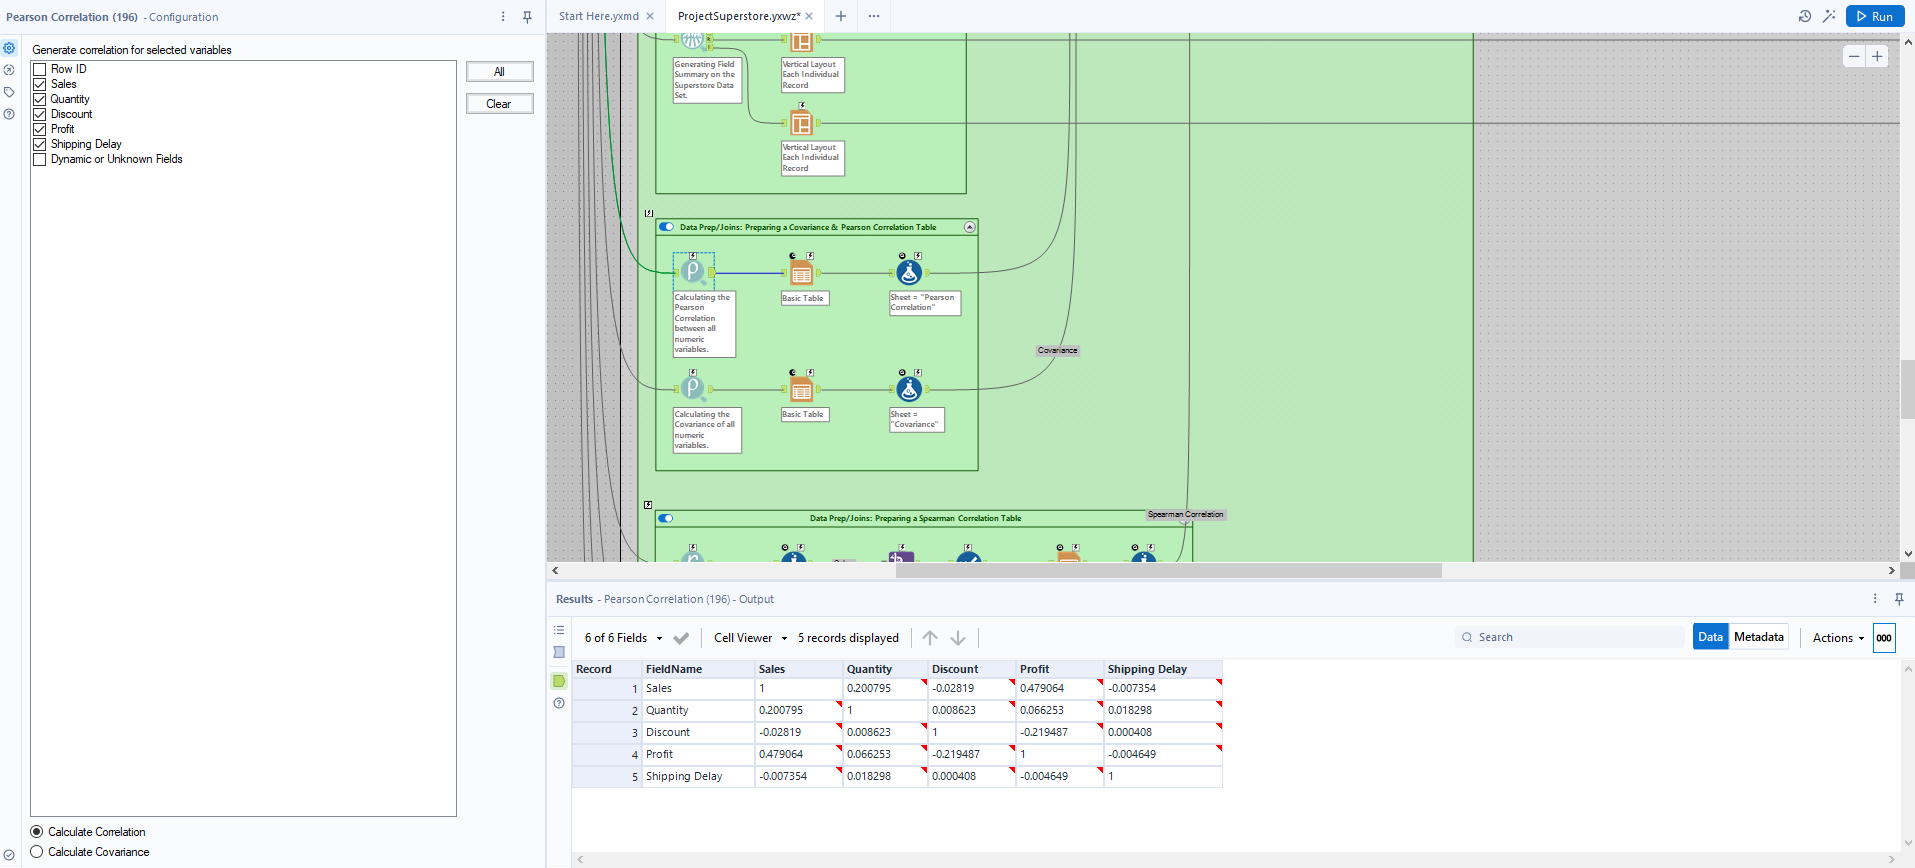 Pearson Correlation (196) - Configuration
Generate correlation for selected variables
Row ID
Sales
Quantity
Discount
Profit
Shipping Delay
Dynamic or Unknown Fields
All
Clear
Calculate Correlation
Calculate Covariance
Start Here.yxmd
ProjectSuperstore.yxwz*
Run
Generating Field
Summary on the
Superstore Data
Set.
Vertical Layout
Each Individual
Record
Vertical Layout
Each Individual
Record
Data Prep/Joins: Preparing a Covariance & Pearson Correlation Table
Calculating the
Pearson
Correlation
between all
numeric
variables.
Basic Table
Sheet = "Pearson
Correlation"
Covariance
Calculating the
Covariance of all
numeric
variables.
Basic Table
Sheet =
"Covariance"
Data Prep/Joins: Preparing a Spearman Correlation Table
Spearman Correlation
Results - Pearson Correlation (196) - Output
6 of 6 Fields
Cell Viewer
5 records displayed
Search
Data
Metadata
Actions
000
Record FieldName Sales Quantity Discount Profit Shipping Delay
1 Sales 1 0.200795 -0.02819 0.479064 -0.007354
2 Quantity 0.200795 1 0.008623 0.066253 0.018298
3 Discount -0.02819 0.008623 1 -0.219487 0.000408
4 Profit 0.479064 0.066253 -0.219487 1 -0.004649
5 Shipping Delay -0.007354 0.018298 0.000408 -0.004649 1